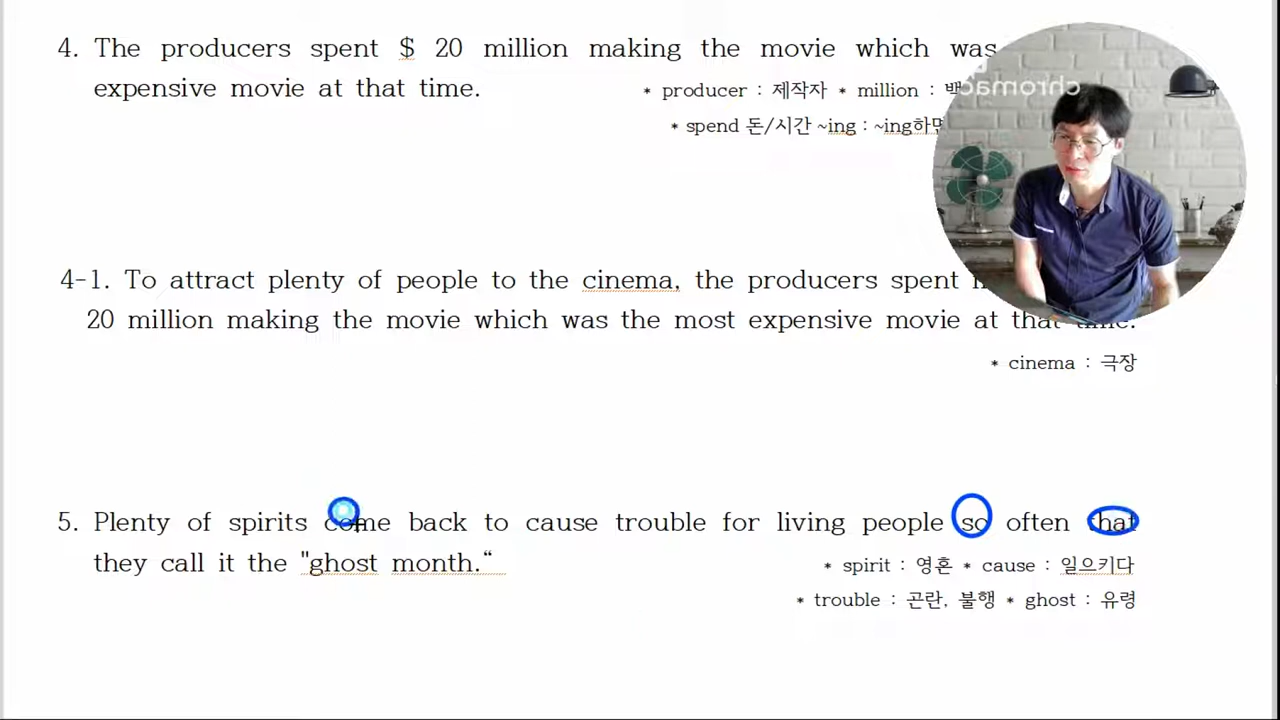 4. The producers spent $ 20 million making the movie which was
expensive movie at that time.
* producer : 제작자 * million : 백
* spend 돈/시간 ~ing : ~ing하면
4-1. To attract plenty of people to the cinema, the producers spent
20 million making the movie which was the most expensive movie at that time.
* cinema : 극장
5. Plenty of spirits come back to cause trouble for living people so often that
they call it the "ghost month.“
* spirit : 영혼 * cause : 일으키다
* trouble : 곤란, 불행 * ghost : 유령